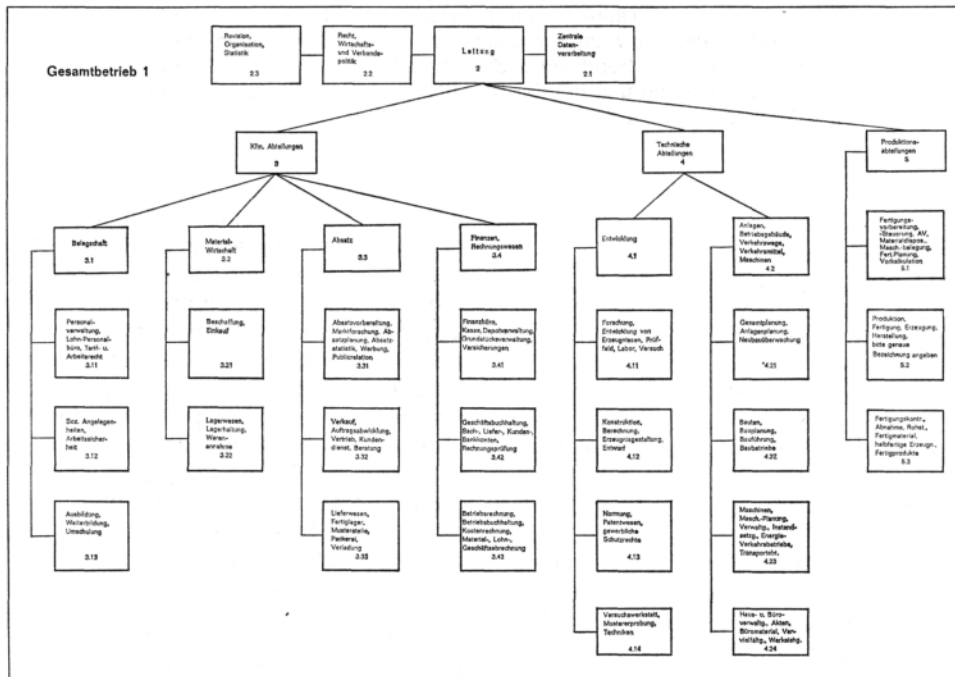 Revision,
Organisation,
Statistik
2.3
Recht,
Wirtschafts-
und Verbands-
politik
2.2
Leitung
2
Zentrale
Daten-
verarbeitung
2.1
Gesamtbetrieb 1
Kfm. Abteilungen
3
Technische
Abteilungen
4
Produktions-
abteilungen
5
Belegschaft
3.1
Material-
Wirtschaft
3.2
Absatz
3.3
Finanzen,
Rechnungswesen
3.4
Entwicklung
4.1
Anlagen,
Betriebsgebäude,
Verkehrswege,
Verkehrsmittel,
Maschinen
4.2
Fertigungs-
vorbereitung,
-Steuerung, AV,
Materialdispos.,
Masch.-belegung,
Fert.Planung,
Vorkalkulation
5.1
Personal-
verwaltung,
Lohn-Personal-
büro, Tarif- u.
Arbeitsrecht
3.11
Beschaffung,
Einkauf
3.21
Absatzvorbereitung,
Marktforschung, Ab-
satzplanung, Absatz-
statistik, Werbung,
Publicrelation
3.31
Finanzbüro,
Kasse, Depotverwaltung,
Grundstücksverwaltung,
Versicherungen
3.41
Forschung,
Entwicklung von
Erzeugnissen, Prüf-
feld, Labor, Versuch
4.11
Gesamtplanung,
Anlagenplanung,
Neubauüberwachung
4.21
Produktion,
Fertigung, Erzeugung,
Herstellung,
bitte genaue
Bezeichnung angeben
5.2
Soz. Angelegen-
heiten,
Arbeitssicher-
heit
3.12
Lagerwesen,
Lagerhaltung,
Waren-
annahme
3.22
Verkauf,
Auftragsabwicklung,
Vertrieb, Kunden-
dienst, Beratung
3.32
Geschäftsbuchhaltung,
Sach-, Liefer-, Kunden-,
Bankkonten,
Rechnungsprüfung
3.42
Konstruktion,
Berechnung,
Erzeugnisgestaltung,
Entwurf
4.12
Bauten,
Bauplanung,
Bauführung,
Baubetriebe
4.22
Fertigungskontr.,
Abnahme, Rohst.,
Fertigmaterial,
halbfertige Erzeugn.,
Fertigprodukte
5.3
Ausbildung,
Weiterbildung,
Umschulung
3.13
Lieferwesen,
Fertiglager,
Musterstelle,
Packerei,
Verladung
3.33
Betriebsrechnung,
Betriebsbuchhaltung,
Kostenrechnung,
Material-, Lohn-,
Geschäftsabrechnung
3.43
Normung,
Patentwesen,
gewerbliche
Schutzrechte
4.13
Maschinen,
Masch.-Planung,
Verwaltg., Instand-
setzg., Energie-
Verkehrsbetriebe,
Transportabt.
4.23
Versuchswerkstatt,
Mustererprobung,
Techniken
4.14
Haus- u. Büro-
verwaltg., Akten,
Büromaterial, Ver-
vielfältg., Werksichg.
4.24